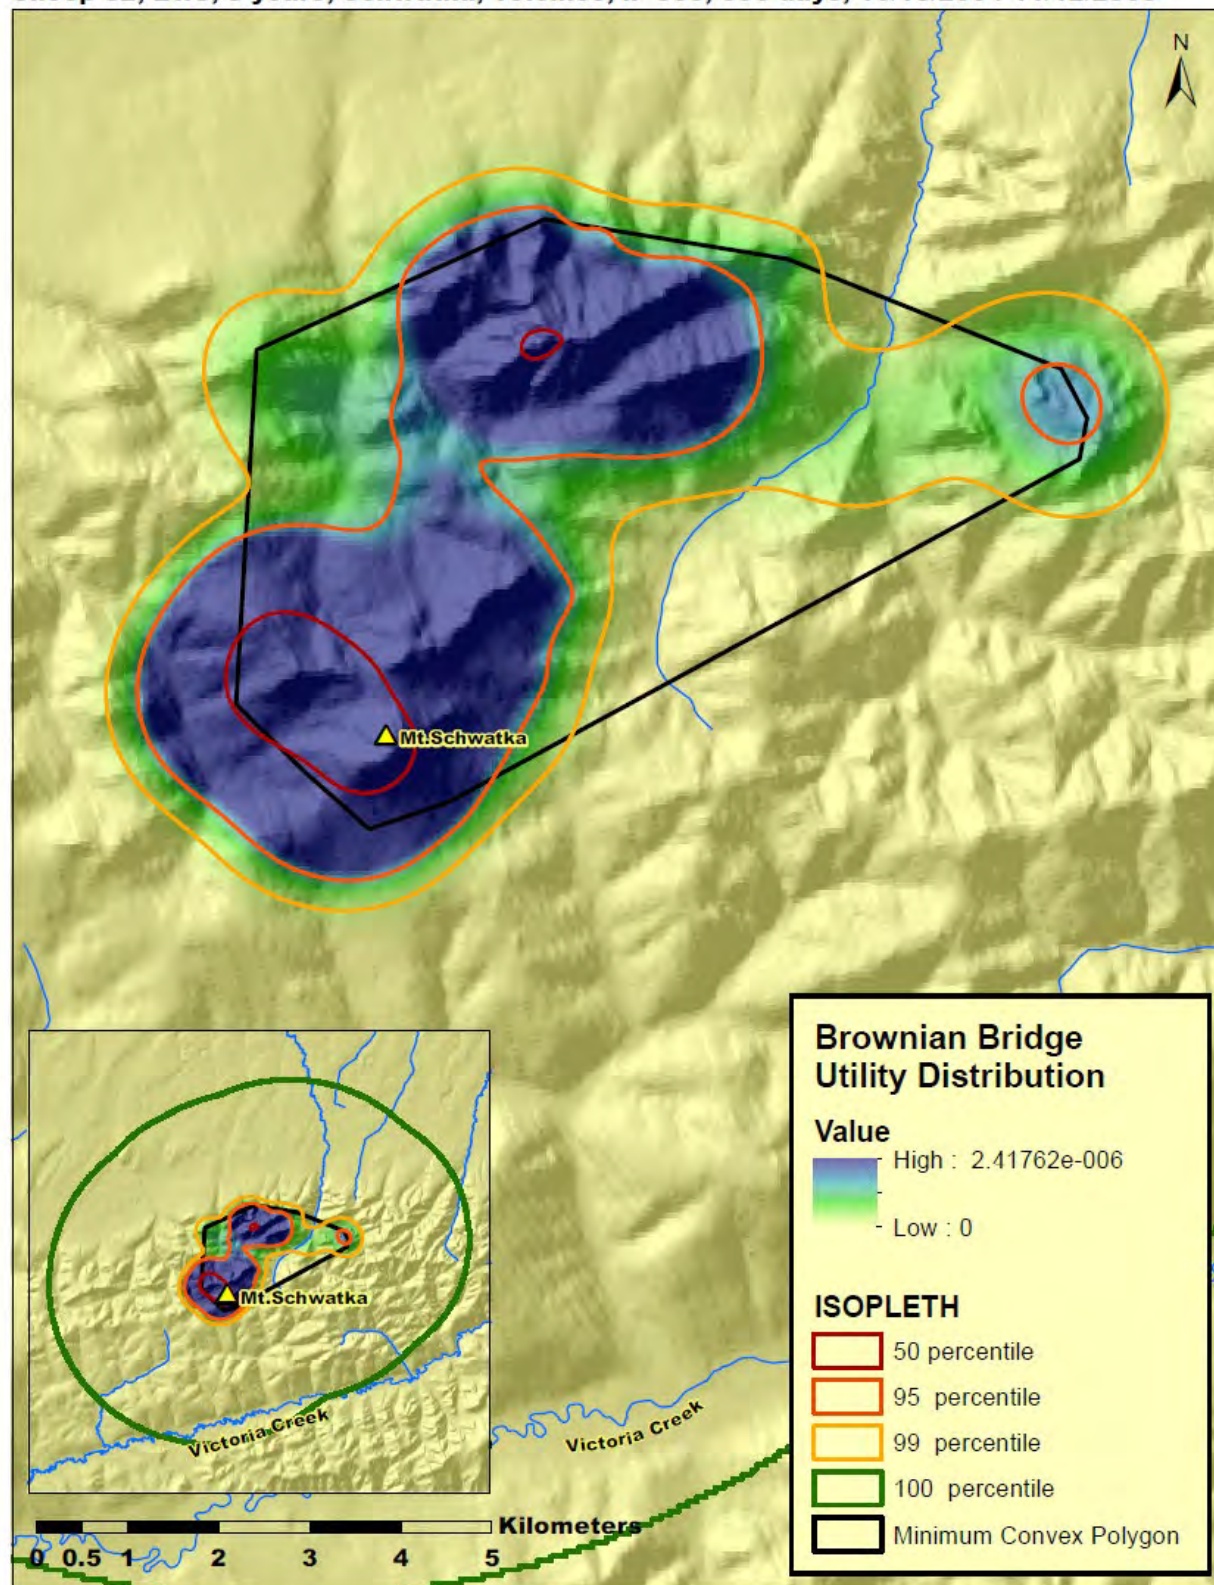 N
Mt.Schwatka
Brownian Bridge
Utility Distribution
Value
High : 2.41762e-006
Low : 0
ISOPLETH
50 percentile
95 percentile
99 percentile
100 percentile
Minimum Convex Polygon
Mt.Schwatka
Victoria Creek
Victoria Creek
Kilometers
0 0.5 1 2 3 4 5